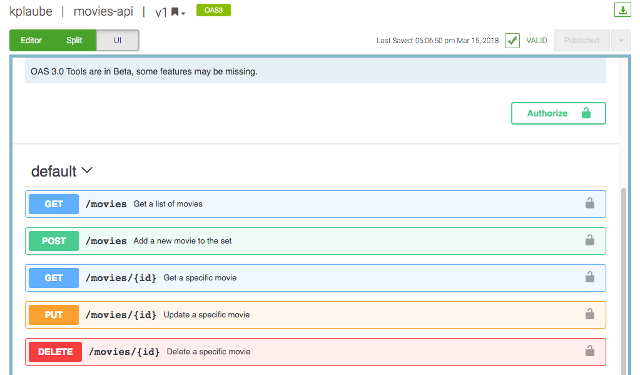 kplaube | movies-api | v1 OAS3
Editor Split UI Last Saved: 05:06:50 pm Mar 15, 2018 VALID Published
OAS 3.0 Tools are in Beta, some features may be missing.
Authorize
default
GET /movies Get a list of movies
POST /movies Add a new movie to the set
GET /movies/{id} Get a specific movie
PUT /movies/{id} Update a specific movie
DELETE /movies/{id} Delete a specific movie